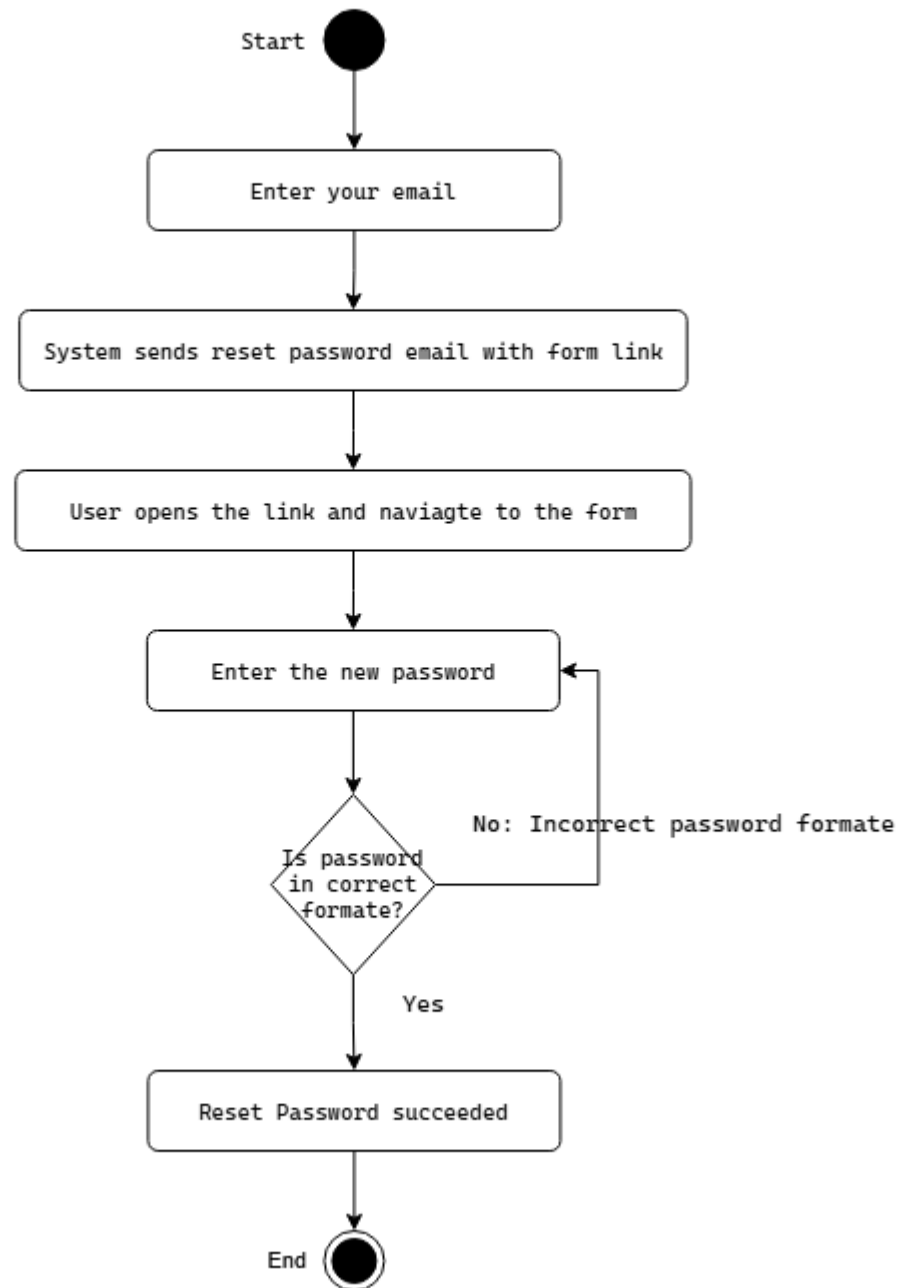 Start
Enter your email
System sends reset password email with form link
User opens the link and naviagte to the form
Enter the new password
No: Incorrect password formate
Is password
in correct
formate?
Yes
Reset Password succeeded
End